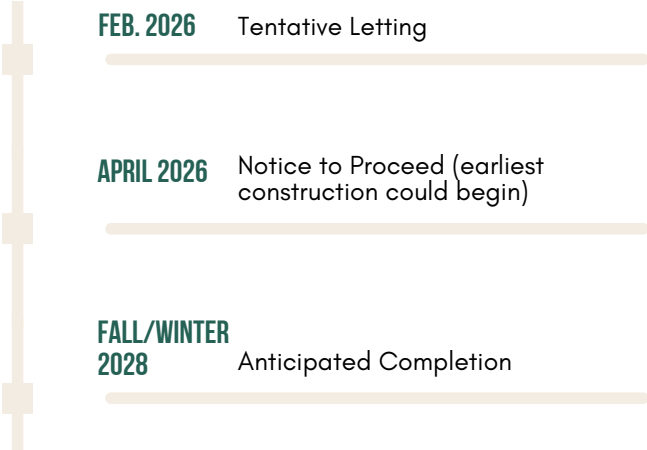 FEB. 2026 Tentative Letting
APRIL 2026 Notice to Proceed (earliest
construction could begin)
FALL/WINTER
2028 Anticipated Completion